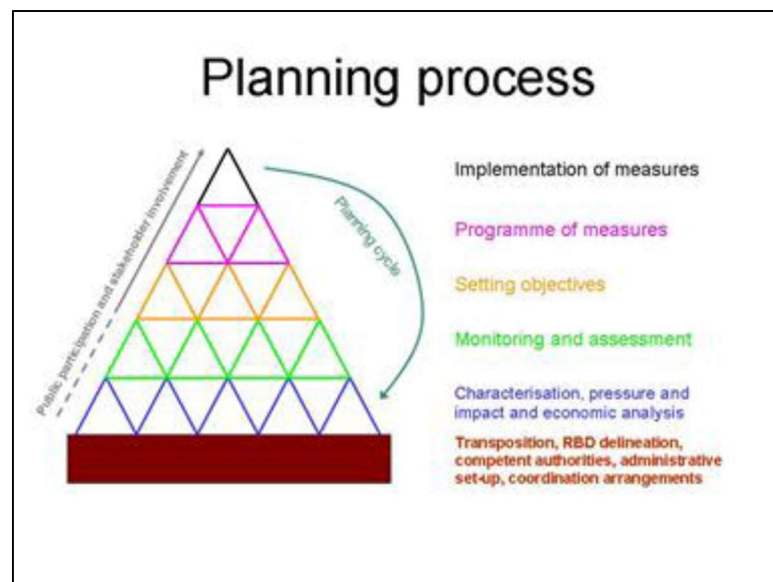 Planning process
Public participation and stakeholder involvement
Planning cycle
Implementation of measures
Programme of measures
Setting objectives
Monitoring and assessment
Characterisation, pressure and
impact and economic analysis
Transposition, RBD delineation,
competent authorities, administrative
set-up, coordination arrangements